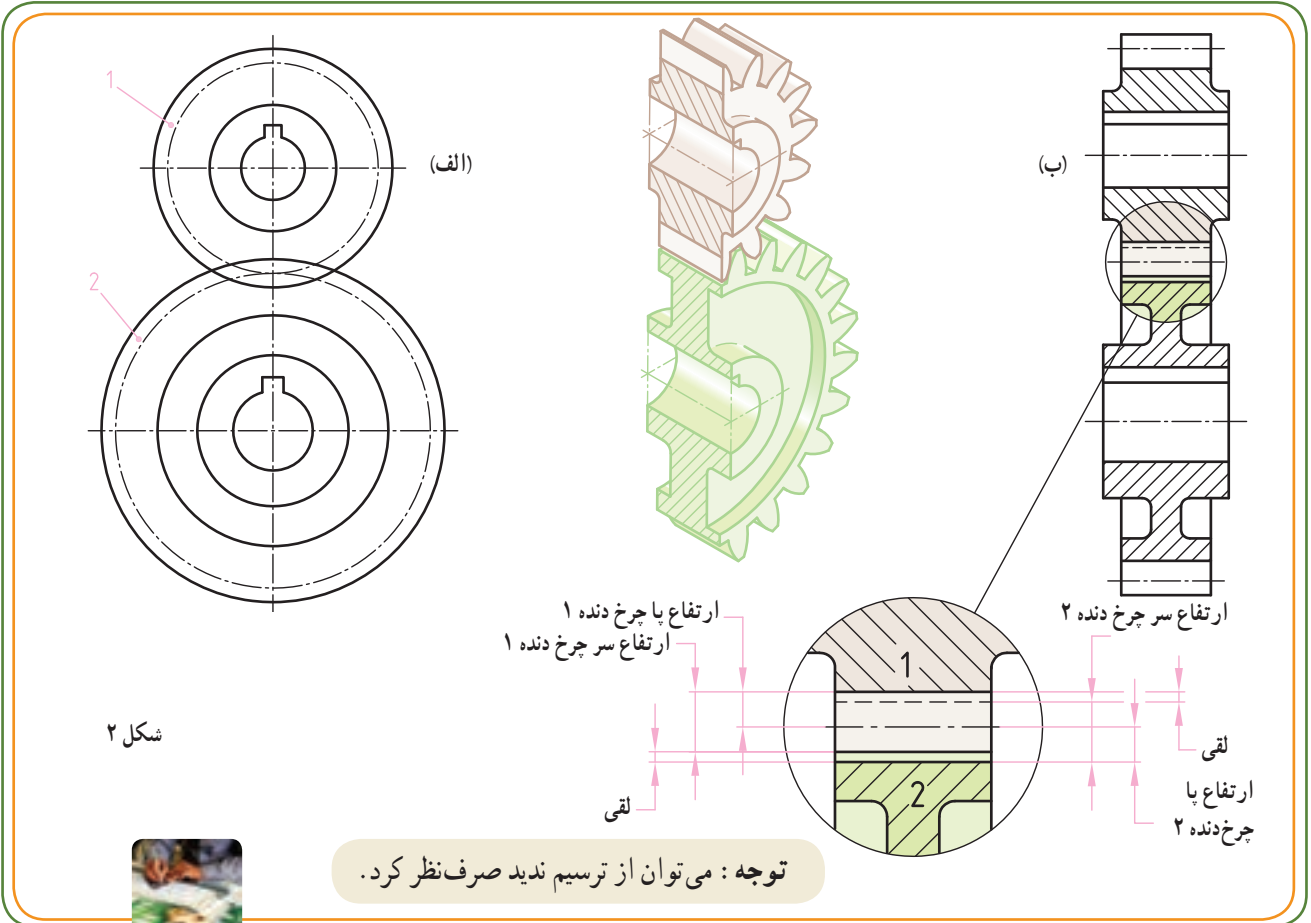 1
(الف)
(ب)
2
ارتفاع پا چرخ دنده ۱
ارتفاع سر چرخ دنده ۱
ارتفاع سر چرخ دنده ۲
1
شکل ۲
لقی
ارتفاع پا
چرخ‌دنده ۲
2
لقی
توجه : می‌توان از ترسیم ندید صرف‌نظر کرد.